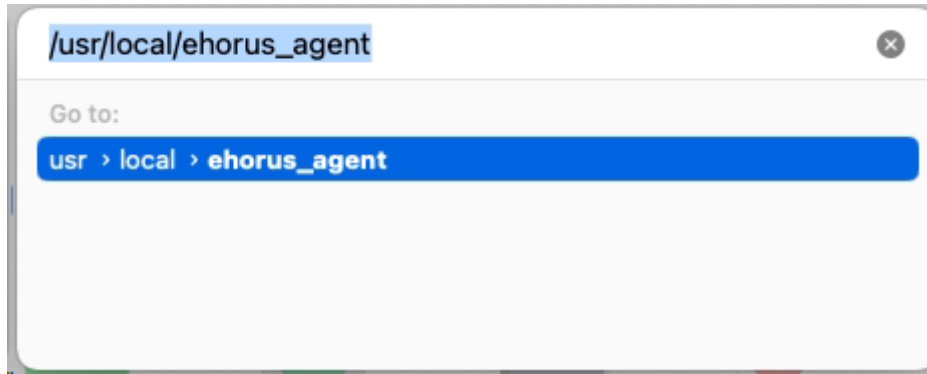 /usr/local/ehorus_agent
Go to:
usr › local › ehorus_agent